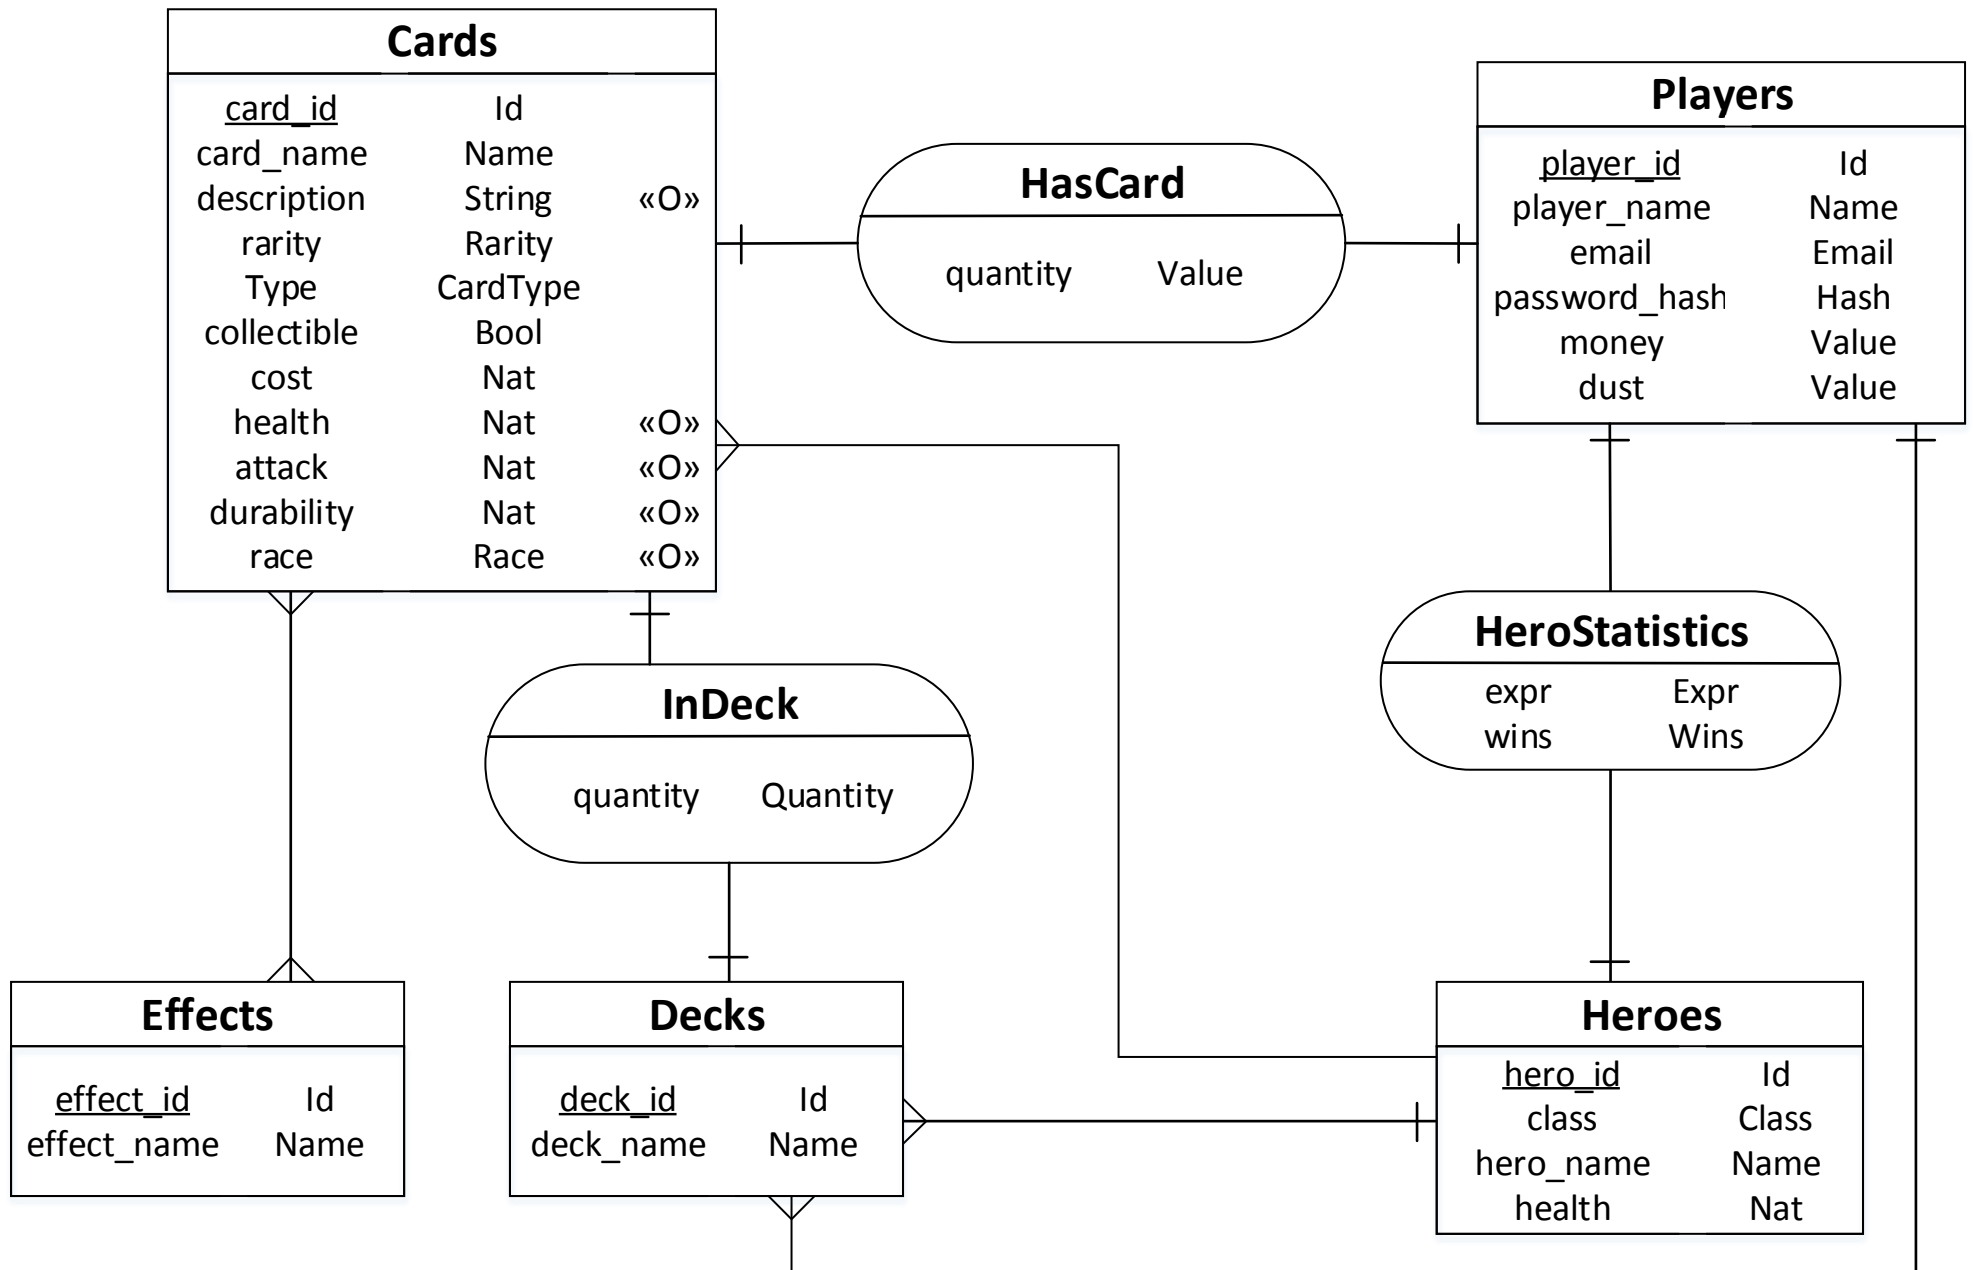 Cards
card_id Id
card_name Name
description String «O»
rarity Rarity
Type CardType
collectible Bool
cost Nat
health Nat «O»
attack Nat «O»
durability Nat «O»
race Race «O»
HasCard
quantity Value
Players
player_id Id
player_name Name
email Email
password_hash Hash
money Value
dust Value
InDeck
quantity Quantity
HeroStatistics
expr Expr
wins Wins
Effects
effect_id Id
effect_name Name
Decks
deck_id Id
deck_name Name
Heroes
hero_id Id
class Class
hero_name Name
health Nat